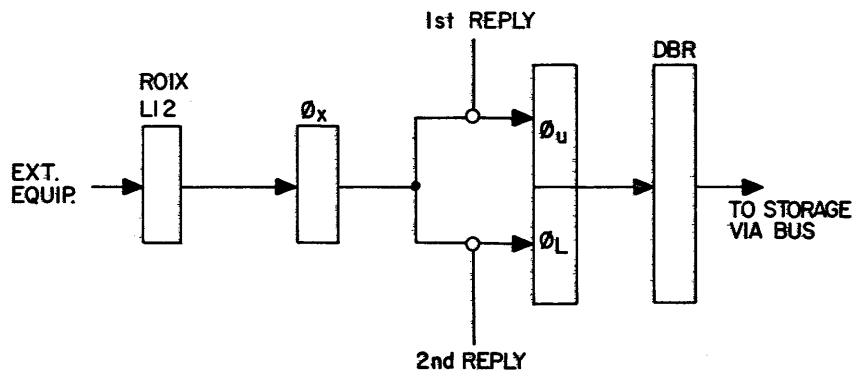 1st REPLY
DBR
ROIX
L12
Øx
Øu
EXT.
EQUIP.
TO STORAGE
VIA BUS
ØL
2nd REPLY